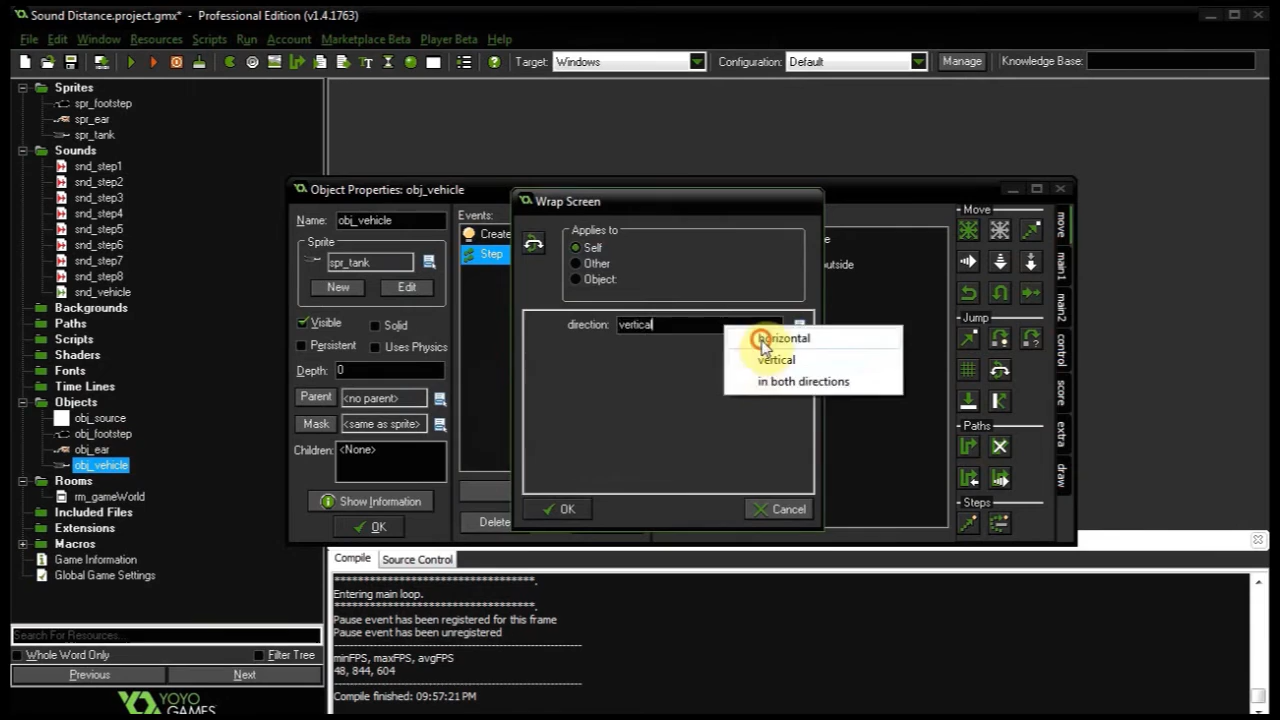 Sound Distance.project.gmx* - Professional Edition (v1.4.1763)
File Edit Window Resources Scripts Run Account Marketplace Beta Player Beta Help
Target: Windows Configuration: Default Manage Knowledge Base:
Sprites
spr_footstep
spr_ear
spr_tank
Sounds
snd_step1
snd_step2
snd_step3
snd_step4
snd_step5
snd_step6
snd_step7
snd_step8
snd_vehicle
Backgrounds
Paths
Scripts
Shaders
Fonts
Time Lines
Objects
obj_source
obj_footstep
obj_ear
obj_vehicle
Rooms
rm_gameWorld
Included Files
Extensions
Macros
Game Information
Global Game Settings
Search For Resources...
Whole Word Only Filter Tree
Previous Next
YOYO
GAMES
Object Properties: obj_vehicle
Name: obj_vehicle
Sprite
spr_tank
New Edit
Visible Solid
Persistent Uses Physics
Depth: 0
Parent <no parent>
Mask <same as sprite>
Children: <None>
Show Information
OK
Events:
Create
Step
Delete
Wrap Screen
Applies to
Self
Other
Object:
direction: vertical
horizontal
vertical
in both directions
OK Cancel
outside
Move
Jump
Paths
Steps
move
main1
main2
control
score
extra
draw
Compile Source Control
Entering main loop.
Pause event has been registered for this frame
Pause event has been unregistered
minFPS, maxFPS, avgFPS
48, 844, 604
Compile finished: 09:57:21 PM